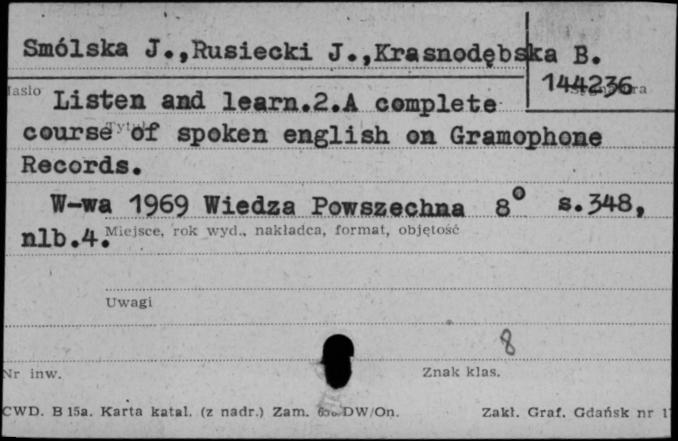 Smólska J.,Rusiecki J.,Krasnodębska B.
144236
Hasło Listen and learn.2.A complete
course of spoken english on Gramophone
Records.
W-wa 1969 Wiedza Powszechna 8° s.348,
nlb.4. Miejsce, rok wyd., nakładca, format, objętość
Uwagi
8
Nr inw. Znak klas.
CWD. B 15a. Karta katal. (z nadr.) Zam. DW/On. Zakł. Graf. Gdańsk nr